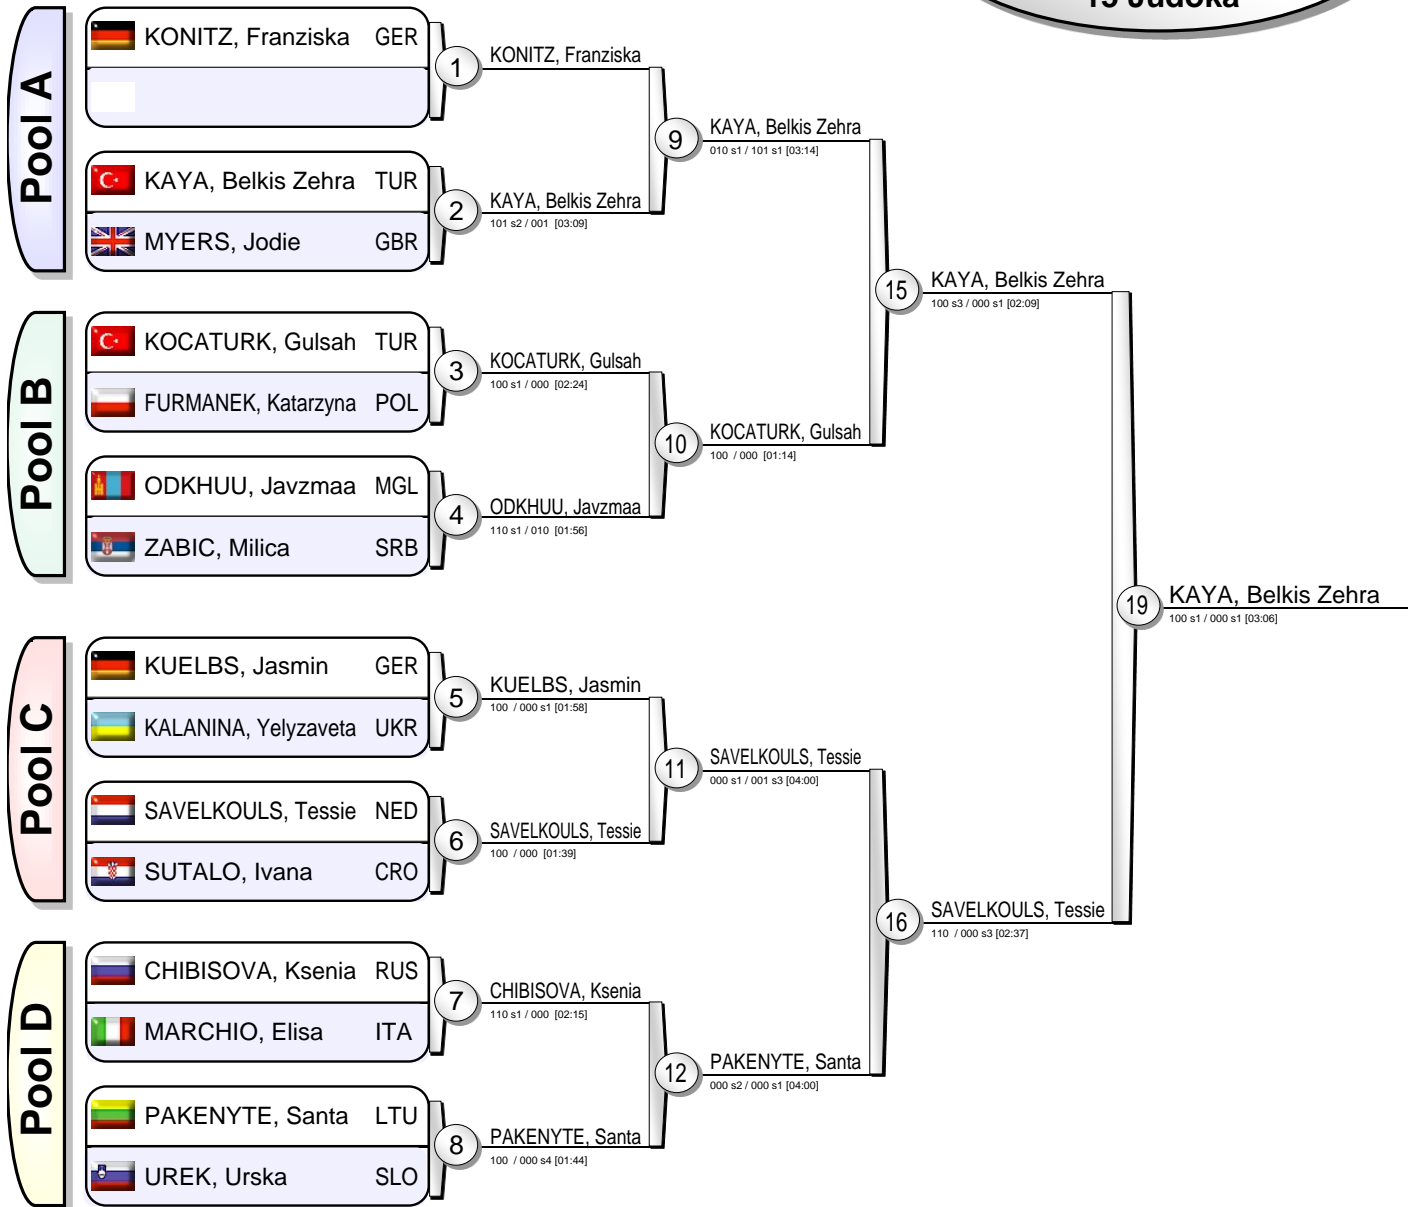 15 Judoka
Pool A
KONITZ, Franziska GER
1
KONITZ, Franziska
KAYA, Belkis Zehra TUR
MYERS, Jodie GBR
2
KAYA, Belkis Zehra
101 s2 / 001 [03:09]
9
KAYA, Belkis Zehra
010 s1 / 101 s1 [03:14]
Pool B
KOCATURK, Gulsah TUR
FURMANEK, Katarzyna POL
3
KOCATURK, Gulsah
100 s1 / 000 [02:24]
ODKHUU, Javzmaa MGL
ZABIC, Milica SRB
4
ODKHUU, Javzmaa
110 s1 / 010 [01:56]
10
KOCATURK, Gulsah
100 / 000 [01:14]
15
KAYA, Belkis Zehra
100 s3 / 000 s1 [02:09]
Pool C
KUELBS, Jasmin GER
KALANINA, Yelyzaveta UKR
5
KUELBS, Jasmin
100 / 000 s1 [01:58]
SAVELKOULS, Tessie NED
SUTALO, Ivana CRO
6
SAVELKOULS, Tessie
100 / 000 [01:39]
11
SAVELKOULS, Tessie
000 s1 / 001 s3 [04:00]
Pool D
CHIBISOVA, Ksenia RUS
MARCHIO, Elisa ITA
7
CHIBISOVA, Ksenia
110 s1 / 000 [02:15]
PAKENYTE, Santa LTU
UREK, Urska SLO
8
PAKENYTE, Santa
100 / 000 s4 [01:44]
12
PAKENYTE, Santa
000 s2 / 000 s1 [04:00]
16
SAVELKOULS, Tessie
110 / 000 s3 [02:37]
19
KAYA, Belkis Zehra
100 s1 / 000 s1 [03:06]